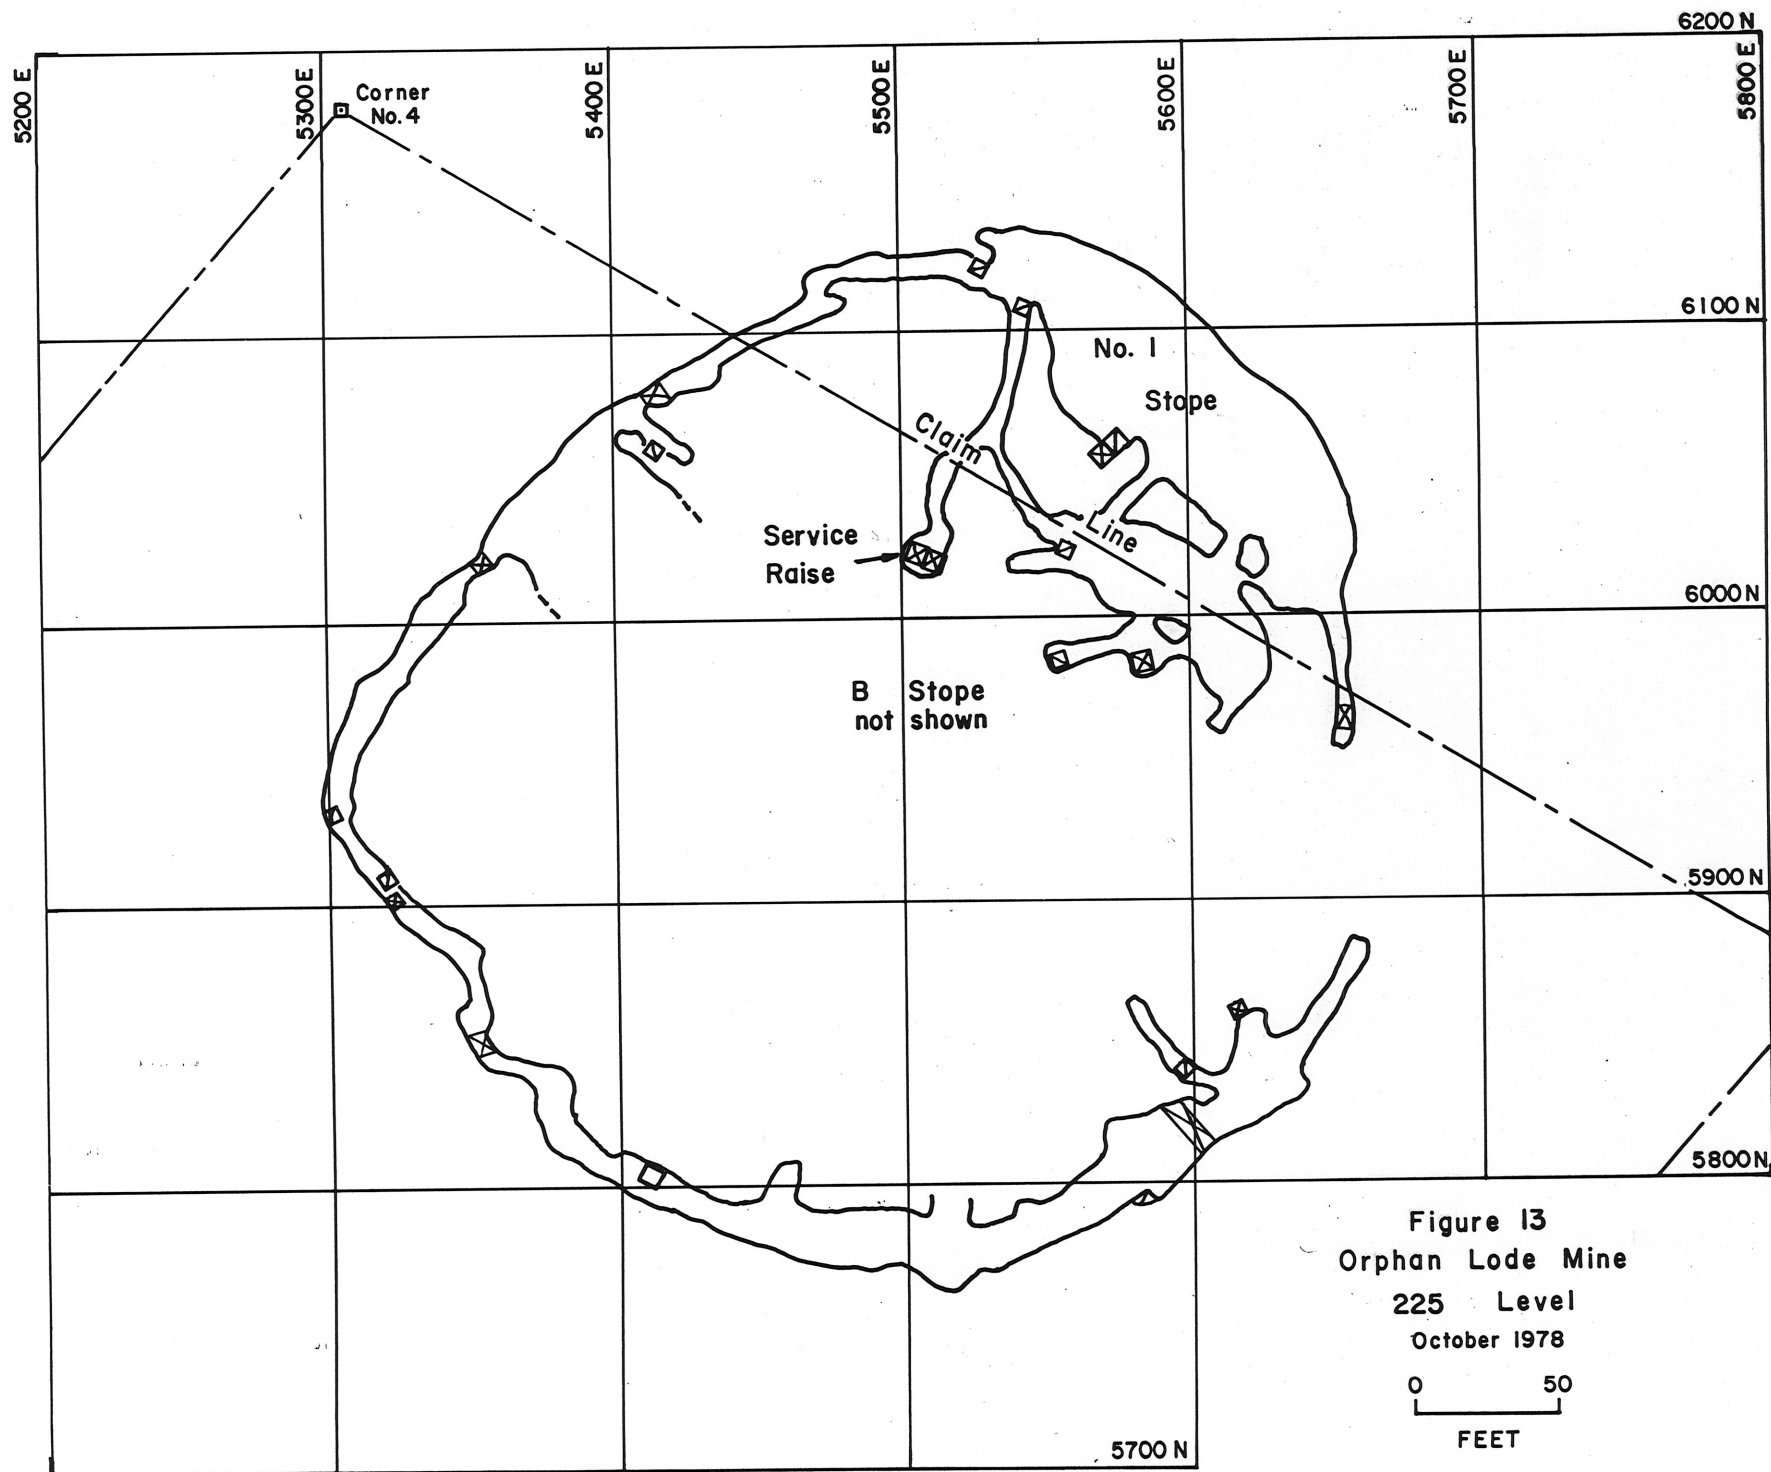 6200 N
5200 E
5300 E
5400 E
5500 E
5600 E
5700 E
5800 E
Corner
No. 4
6100 N
No. 1
Stope
Claim
Line
Service
Raise
6000 N
B Stope
not shown
5900 N
5800 N
Figure 13
Orphan Lode Mine
225 Level
October 1978
0 50
FEET
5700 N